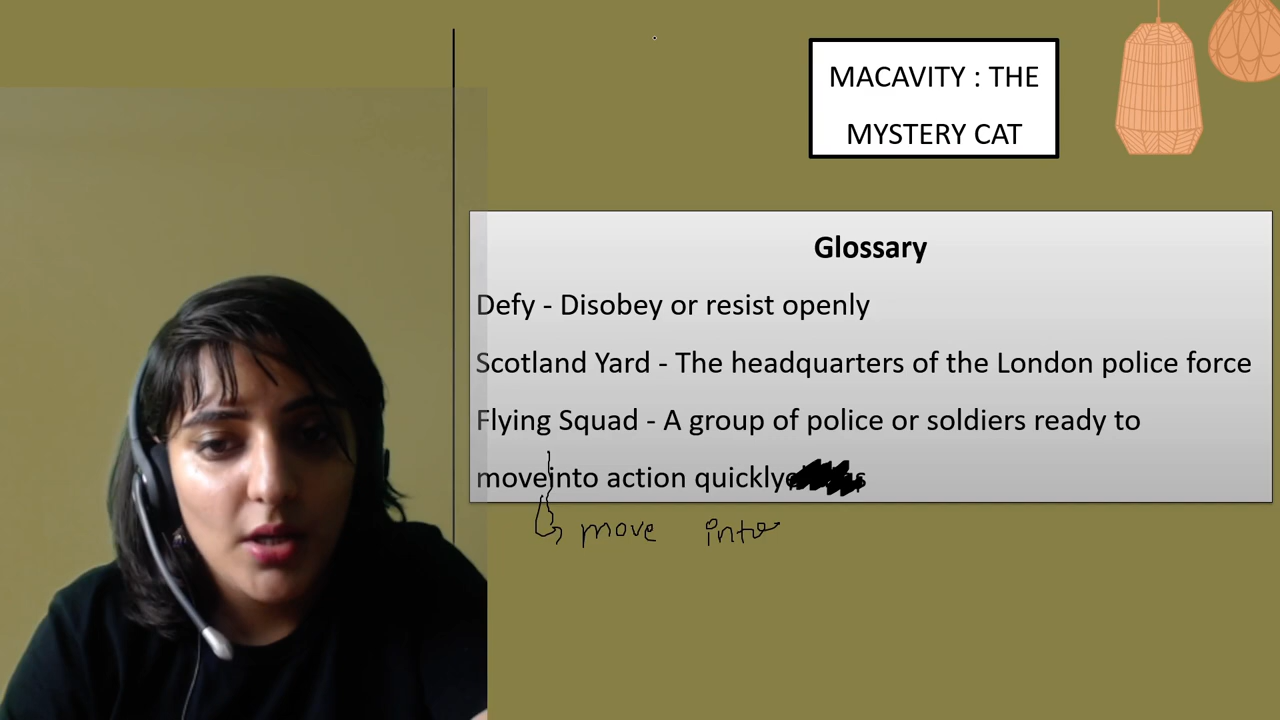 MACAVITY : THE
MYSTERY CAT
Glossary
Defy - Disobey or resist openly
Scotland Yard - The headquarters of the London police force
Flying Squad - A group of police or soldiers ready to
moveinto action quickly
move into